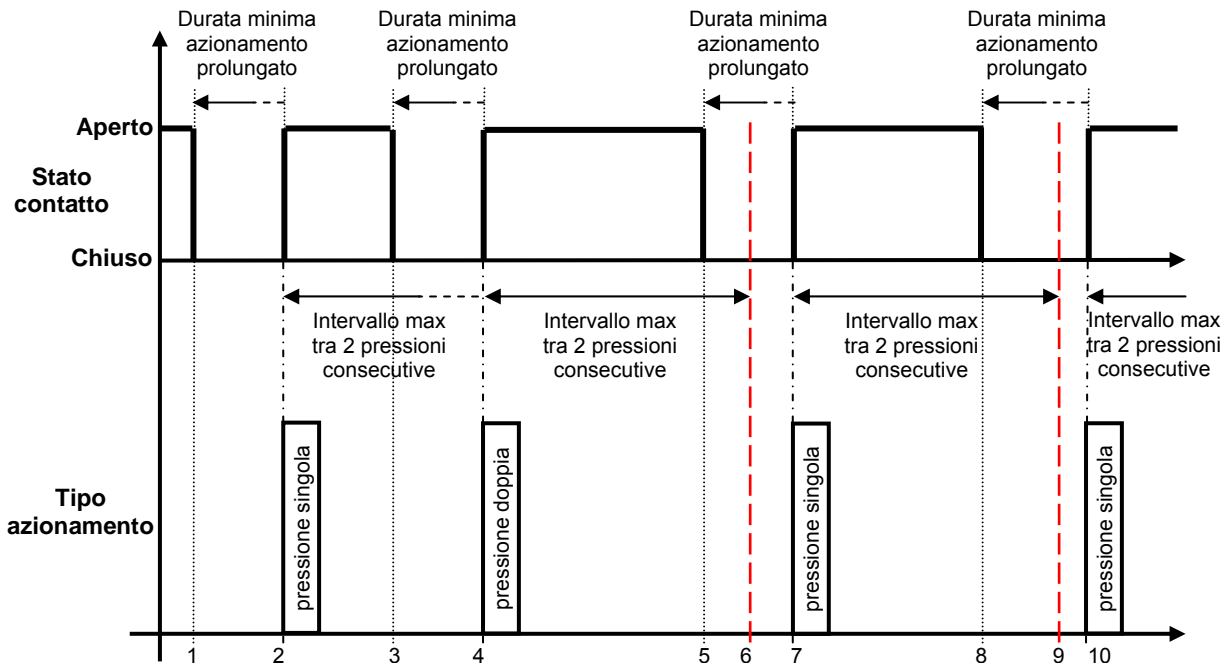 Durata minima
azionamento
prolungato
Durata minima
azionamento
prolungato
Durata minima
azionamento
prolungato
Durata minima
azionamento
prolungato
Aperto
Stato
contatto
Chiuso
Intervallo max
tra 2 pressioni
consecutive
Intervallo max
tra 2 pressioni
consecutive
Intervallo max
tra 2 pressioni
consecutive
Intervallo max
tra 2 pressioni
consecutive
Tipo
azionamento
pressione singola
pressione doppia
pressione singola
pressione singola
1 2 3 4 5 6 7 8 9 10